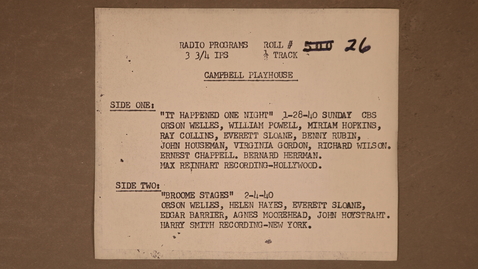 RADIO PROGRAMS ROLL # 500 26
3 3/4 IPS ½ TRACK
CAMPBELL PLAYHOUSE
SIDE ONE:
"IT HAPPENED ONE NIGHT" 1-28-40 SUNDAY CBS
ORSON WELLES, WILLIAM POWELL, MIRIAM HOPKINS,
RAY COLLINS, EVERETT SLOANE, BENNY RUBIN,
JOHN HOUSEMAN, VIRGINIA GORDON, RICHARD WILSON.
ERNEST CHAPPELL. BERNARD HERRMAN.
MAX REINHART RECORDING-HOLLYWOOD.
SIDE TWO:
"BROOME STAGES" 2-4-40
ORSON WELLES, HELEN HAYES, EVERETT SLOANE,
EDGAR BARRIER, AGNES MOOREHEAD, JOHN HOYSTRAHT.
HARRY SMITH RECORDING-NEW YORK.